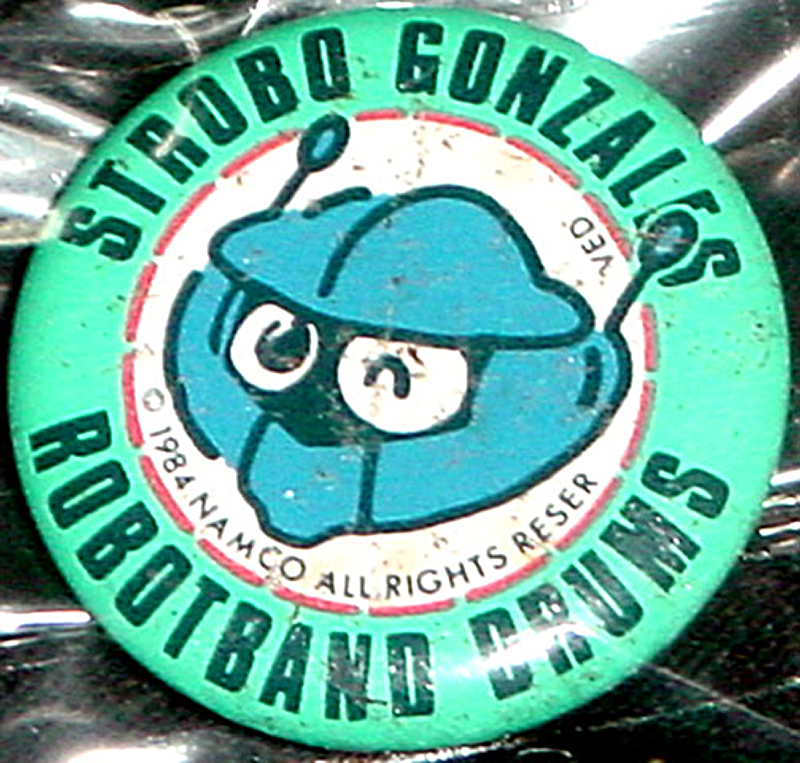 STROBO GONZALES
ROBOTBAND DRUMS
© 1984 NAMCO ALL RIGHTS RESER
VED